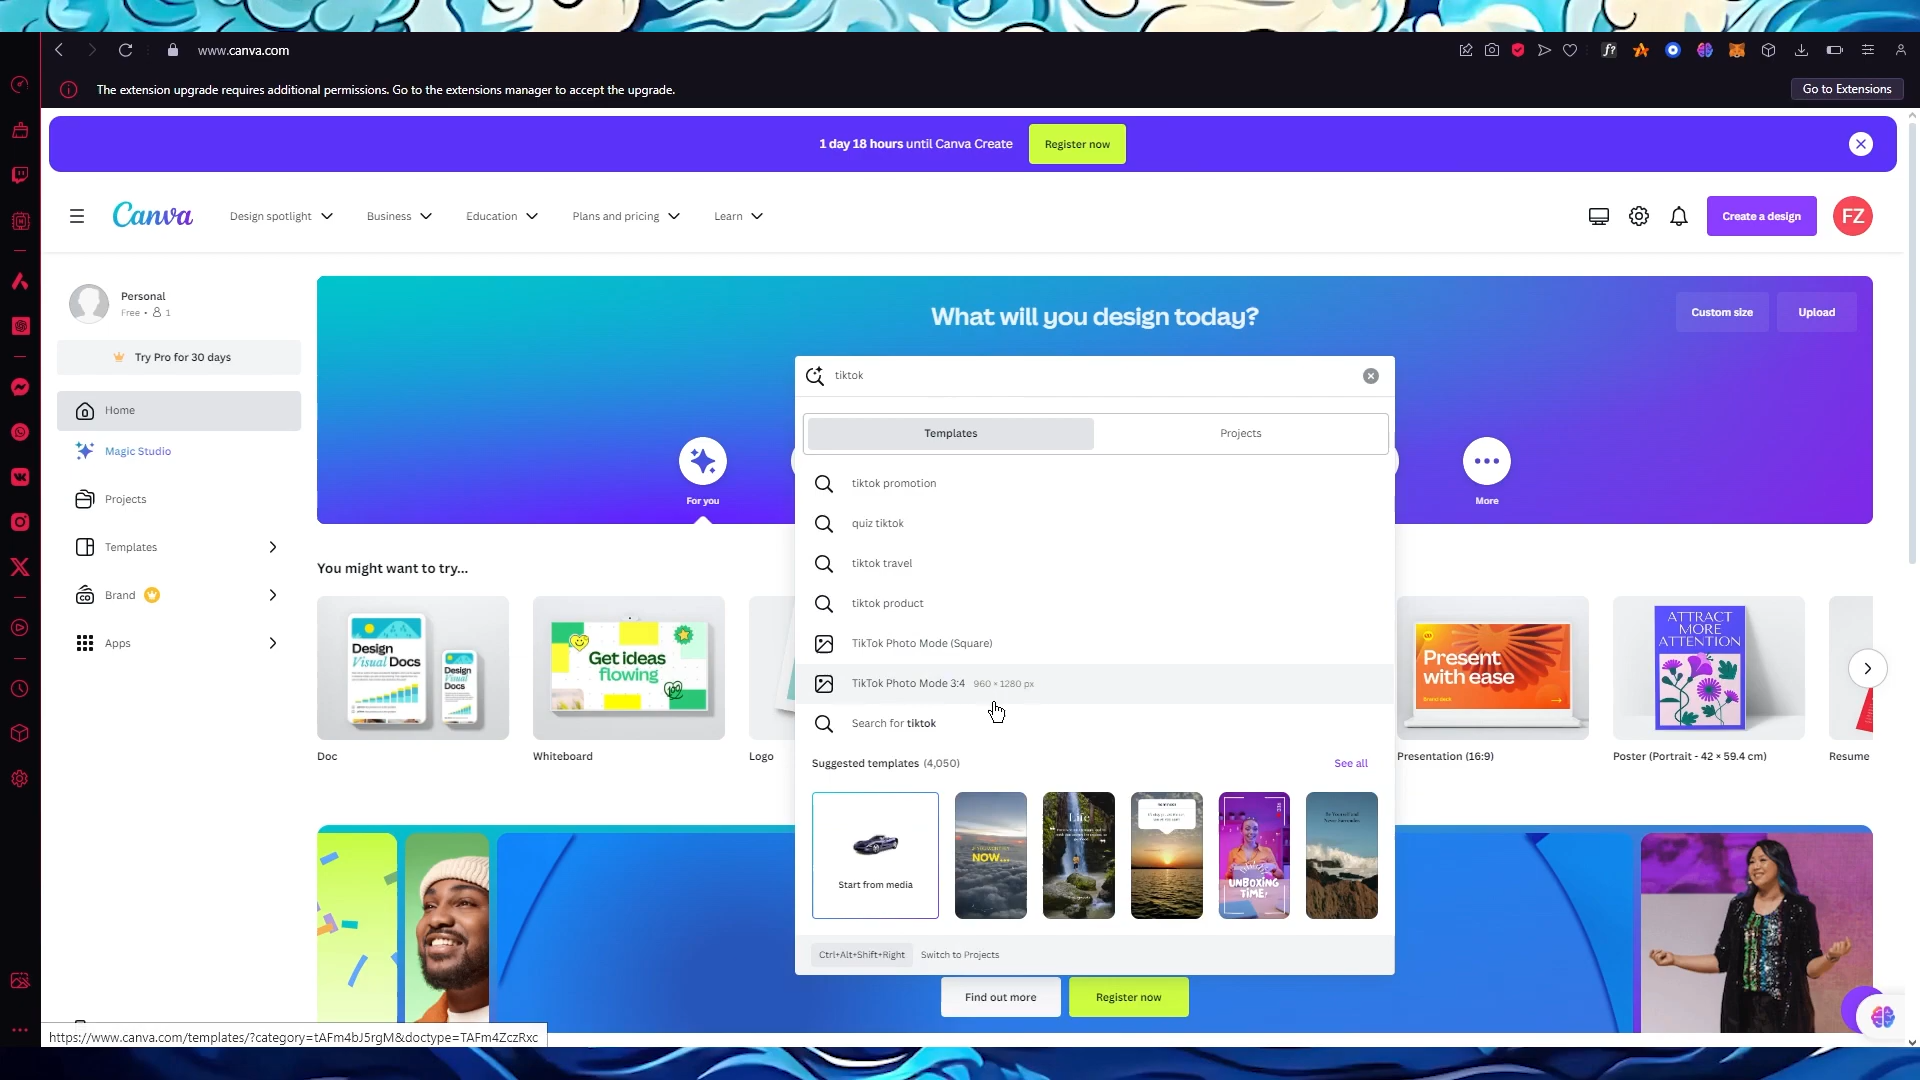 www.canva.com
The extension upgrade requires additional permissions. Go to the extensions manager to accept the upgrade.
Go to Extensions
1 day 18 hours until Canva Create
Register now
Canva
Design spotlight
Business
Education
Plans and pricing
Learn
Create a design
FZ
Personal
Free • 1
Try Pro for 30 days
Home
Magic Studio
Projects
Templates
Brand
Apps
What will you design today?
Custom size
Upload
tiktok
Templates
Projects
For you
More
tiktok promotion
quiz tiktok
tiktok travel
tiktok product
TikTok Photo Mode (Square)
TikTok Photo Mode 3:4 960 × 1280 px
Search for tiktok
Suggested templates (4,050)
See all
Start from media
NOW...
Life
UNBOXING
TIME!
Ctrl+Alt+Shift+Right
Switch to Projects
You might want to try...
Design
Visual Docs
Design
Visual Docs
Doc
Get ideas
flowing
Whiteboard
Logo
Present
with ease
Presentation (16:9)
ATTRACT
MORE
ATTENTION
Poster (Portrait - 42 × 59.4 cm)
Resume
Find out more
Register now
https://www.canva.com/templates/?category=tAFm4bJ5rgM&doctype=TAFm4ZczRxc